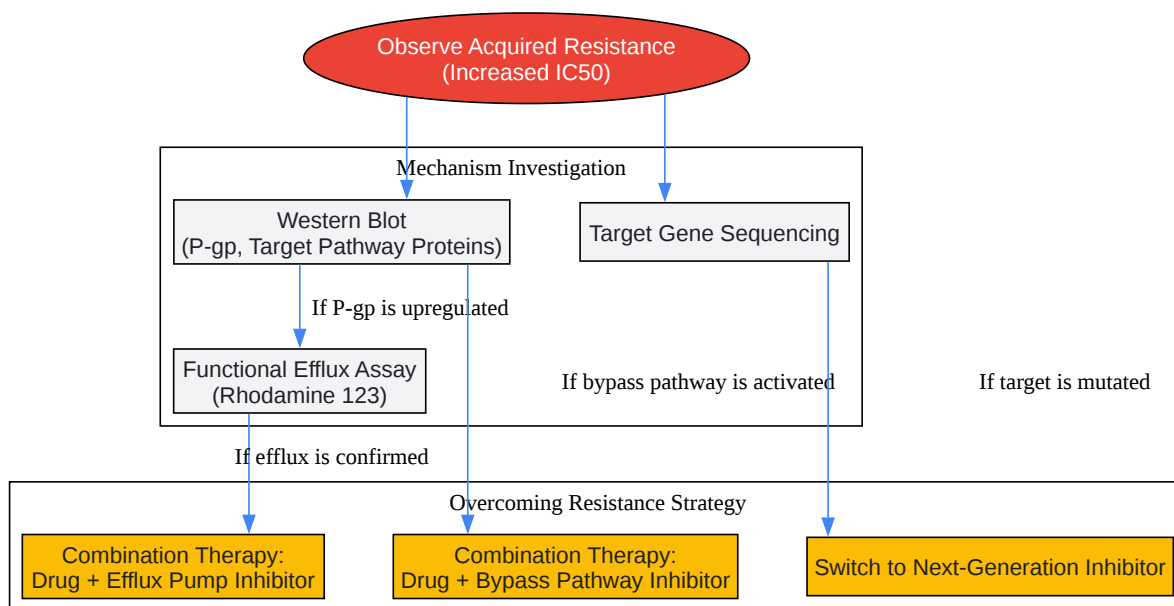 Observe Acquired Resistance
(Increased IC50)
Mechanism Investigation
Western Blot
(P-gp, Target Pathway Proteins)
Target Gene Sequencing
If P-gp is upregulated
Functional Efflux Assay
(Rhodamine 123)
If bypass pathway is activated
If target is mutated
If efflux is confirmed
Overcoming Resistance Strategy
Combination Therapy:
Drug + Efflux Pump Inhibitor
Combination Therapy:
Drug + Bypass Pathway Inhibitor
Switch to Next-Generation Inhibitor